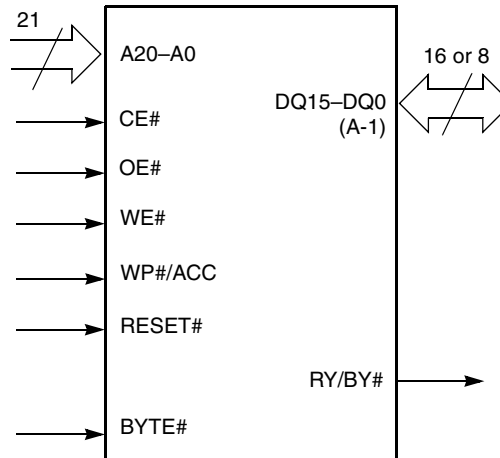 21
A20–A0
16 or 8
CE#
DQ15–DQ0
(A-1)
OE#
WE#
WP#/ACC
RESET#
RY/BY#
BYTE#